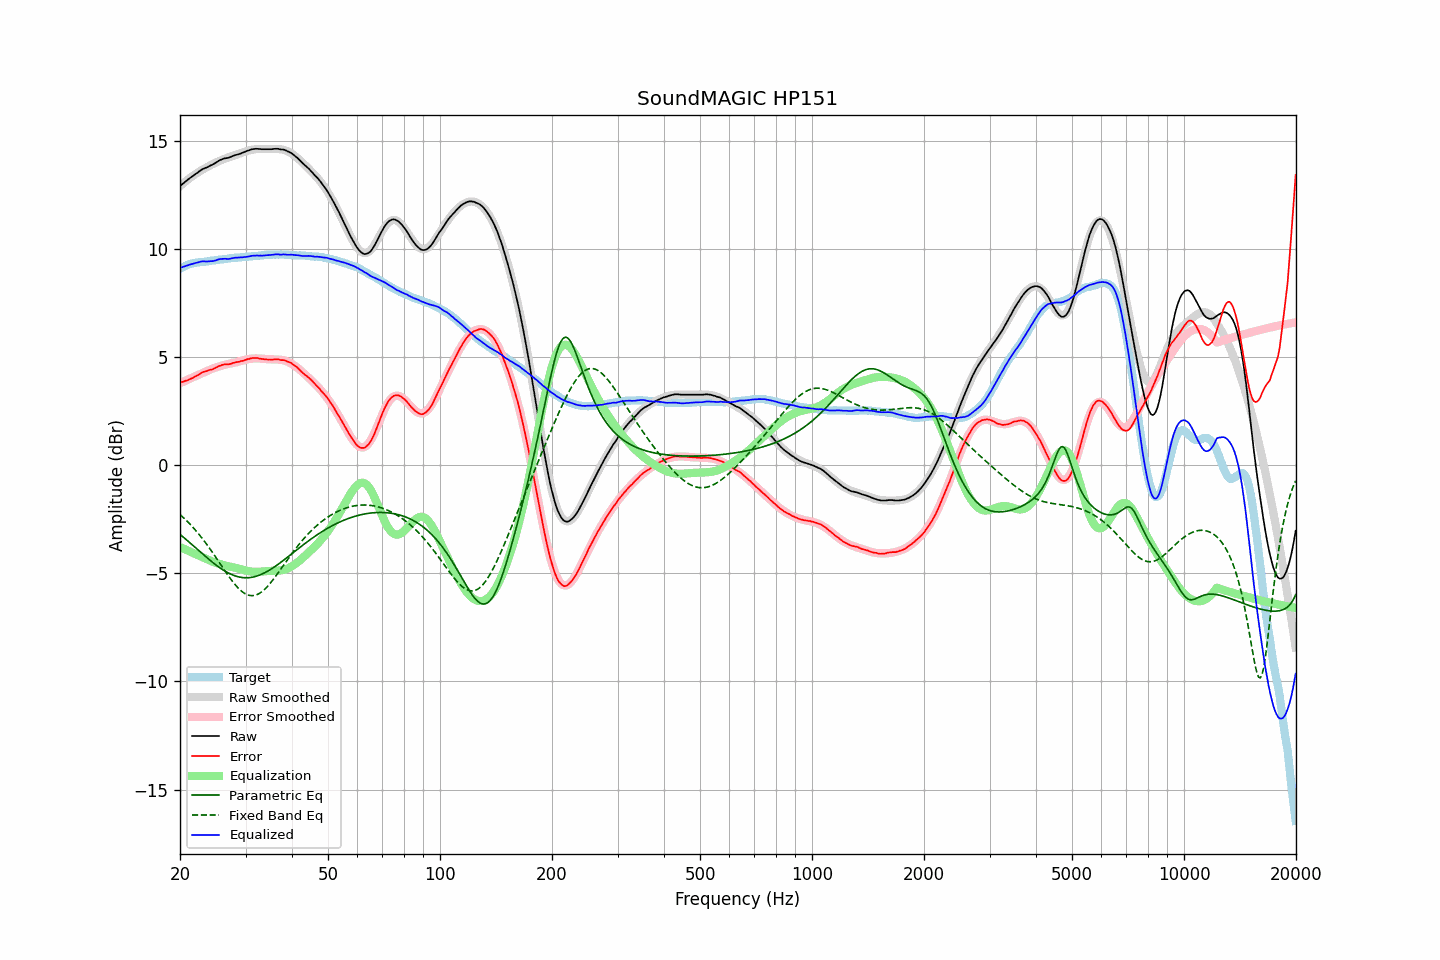 SoundMAGIC HP151
15
10
5
0
−5
−10
−15
Amplitude (dBr)
Target
Raw Smoothed
Error Smoothed
Raw
Error
Equalization
Parametric Eq
Fixed Band Eq
Equalized
20 50 100 200 500 1000 2000 5000 10000 20000
Frequency (Hz)